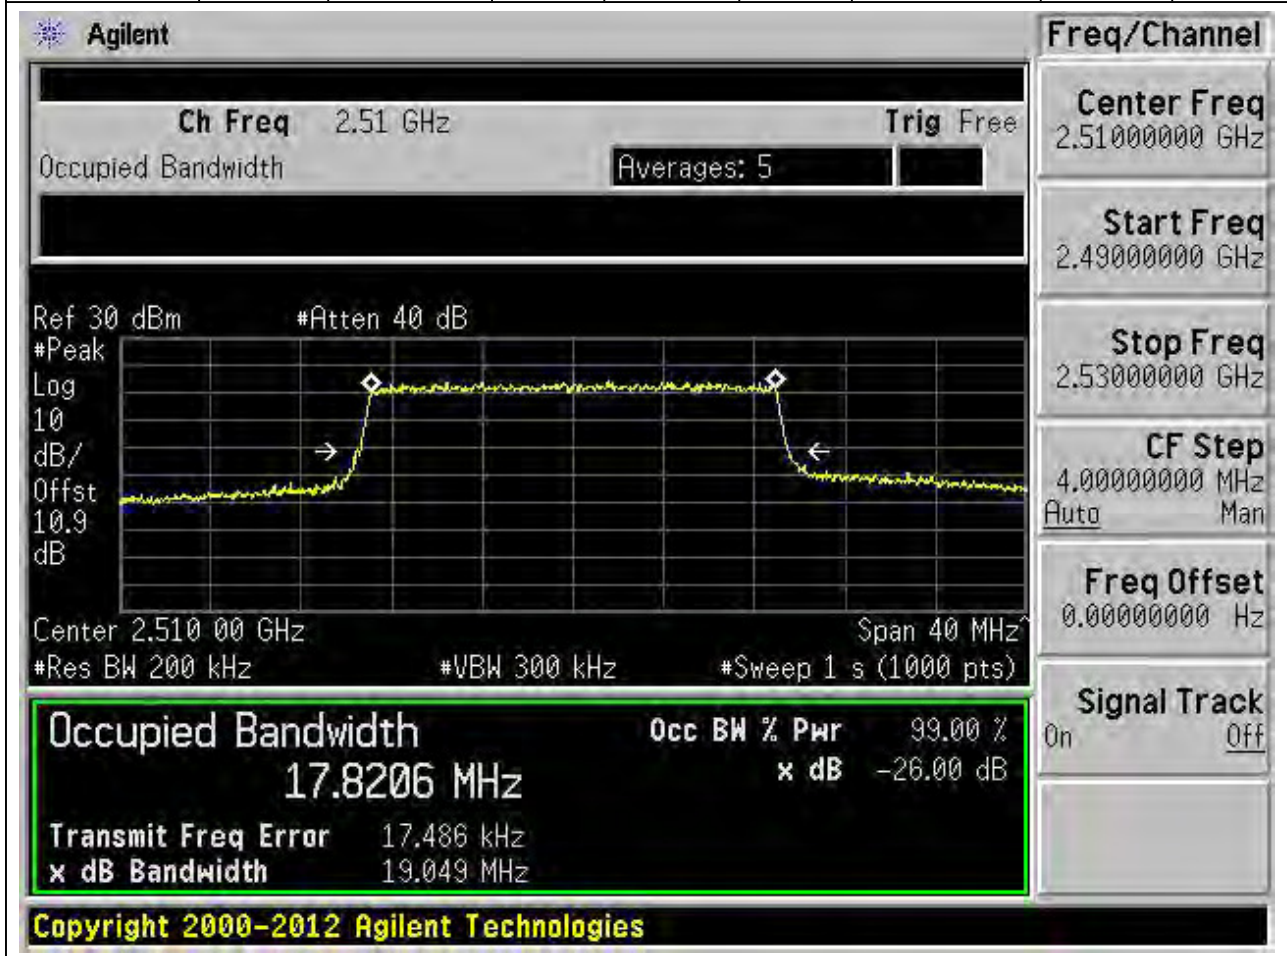 Agilent
Freq/Channel
Ch Freq 2.51 GHz Trig Free
Occupied Bandwidth Averages: 5
Center Freq
2.51000000 GHz
Start Freq
2.49000000 GHz
Stop Freq
2.53000000 GHz
CF Step
4.00000000 MHz
Auto Man
Freq Offset
0.00000000 Hz
Signal Track
On Off
Ref 30 dBm #Atten 40 dB
#Peak
Log
10
dB/
Offst
10.9
dB
Center 2.510 00 GHz Span 40 MHz^
#Res BW 200 kHz #VBW 300 kHz #Sweep 1 s (1000 pts)
Occupied Bandwidth
17.8206 MHz
Occ BW % Pwr 99.00 %
x dB -26.00 dB
Transmit Freq Error 17.486 kHz
x dB Bandwidth 19.049 MHz
Copyright 2000-2012 Agilent Technologies